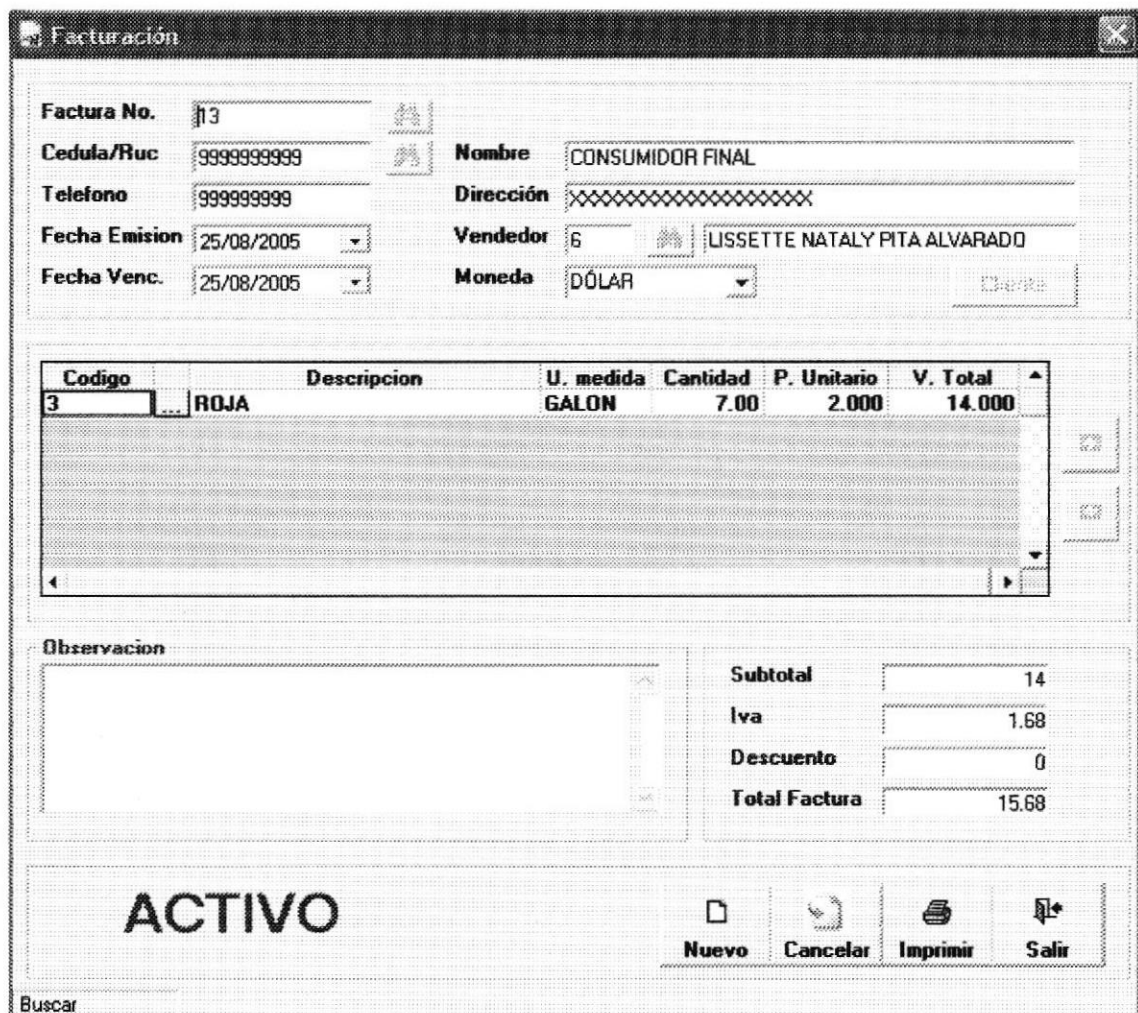 Facturación
Factura No. 13
Cedula/Ruc 9999999999 Nombre CONSUMIDOR FINAL
Telefono 999999999 Dirección XXXXXXXXXXXXXXXXXXXX
Fecha Emision 25/08/2005 Vendedor 6 LISSETTE NATALY PITA ALVARADO
Fecha Venc. 25/08/2005 Moneda DÓLAR Cliente
Codigo Descripcion U. medida Cantidad P. Unitario V. Total
3 ... ROJA GALON 7.00 2.000 14.000
Observacion
Subtotal 14
Iva 1.68
Descuento 0
Total Factura 15.68
ACTIVO
Nuevo Cancelar Imprimir Salir
Buscar